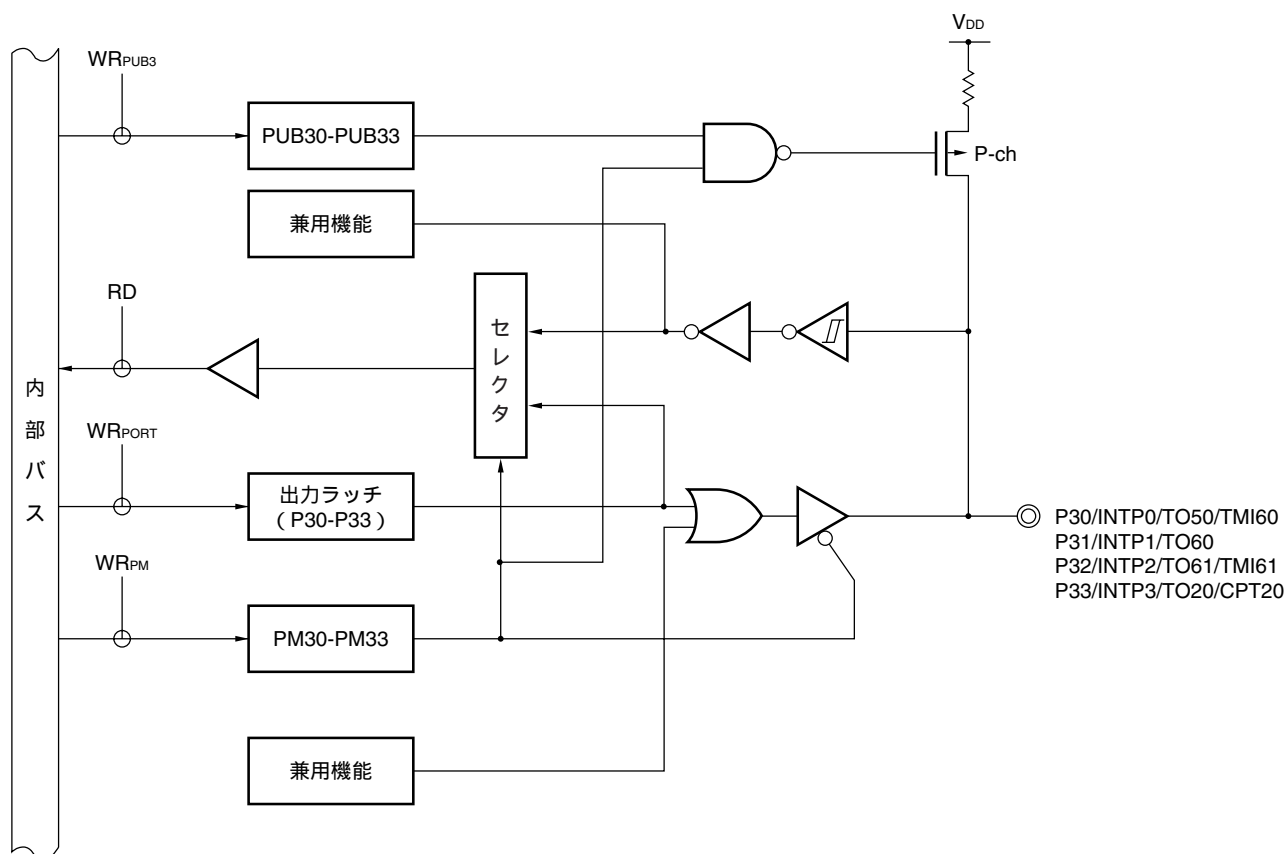 VDD
WRPUB3
PUB30-PUB33
P-ch
兼用機能
RD
セレクタ
内部バス
WRPORT
出力ラッチ
（P30-P33）
P30/INTP0/TO50/TMI60
P31/INTP1/TO60
P32/INTP2/TO61/TMI61
P33/INTP3/TO20/CPT20
WRPM
PM30-PM33
兼用機能